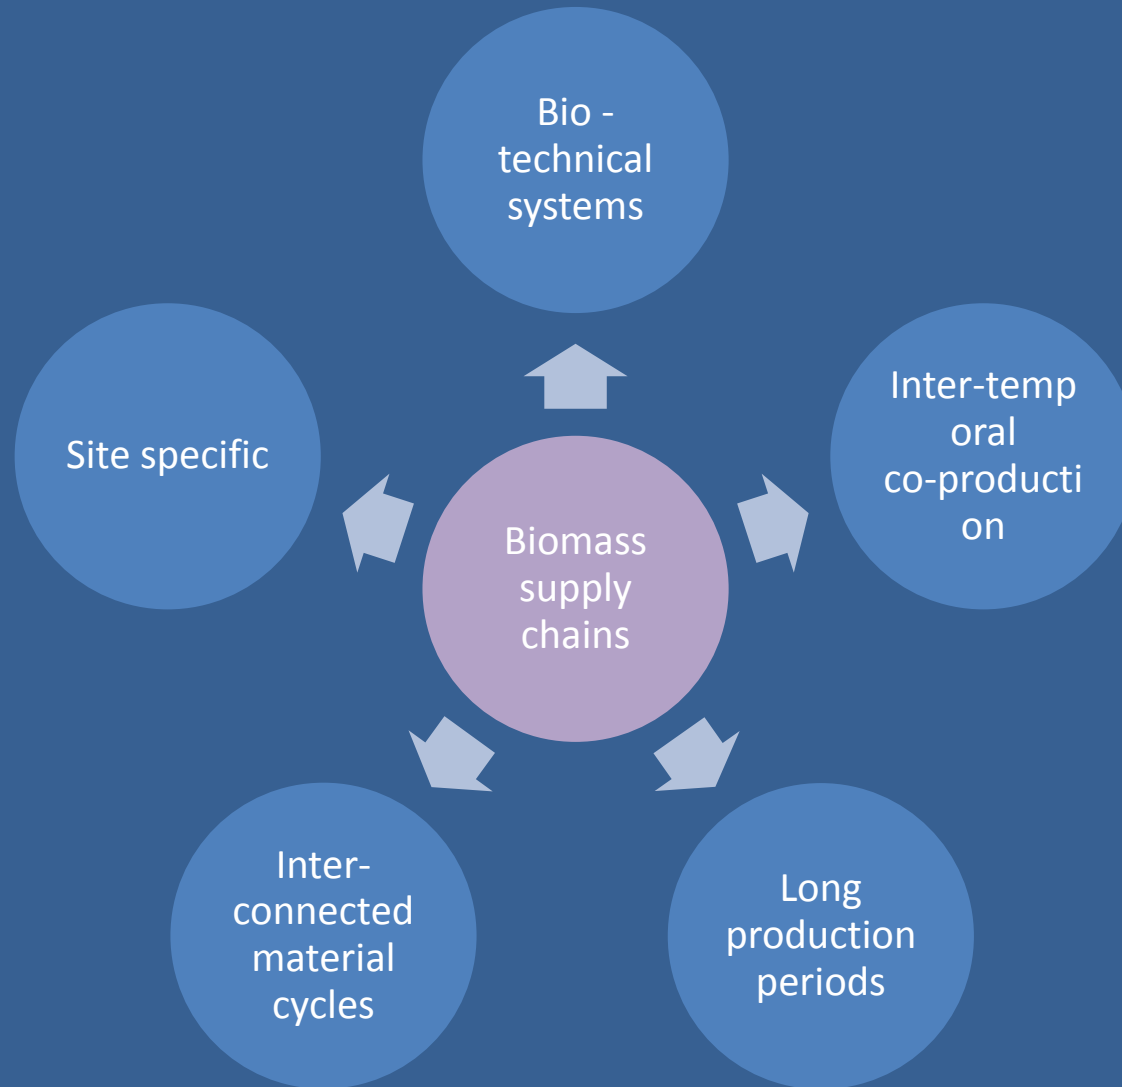 Bio -
technical
systems
Inter-temp
oral
co-producti
on
Site specific
Biomass
supply
chains
Long
production
periods
Inter-
connected
material
cycles